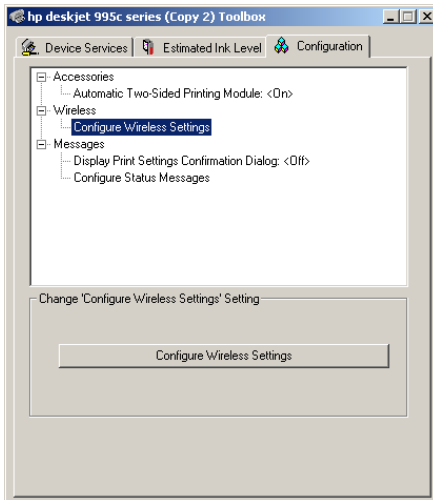 hp deskjet 995c series (Copy 2) Toolbox
Device Services
Estimated Ink Level
Configuration
Accessories
Automatic Two-Sided Printing Module: <On>
Wireless
Configure Wireless Settings
Messages
Display Print Settings Confirmation Dialog: <Off>
Configure Status Messages
Change 'Configure Wireless Settings' Setting
Configure Wireless Settings